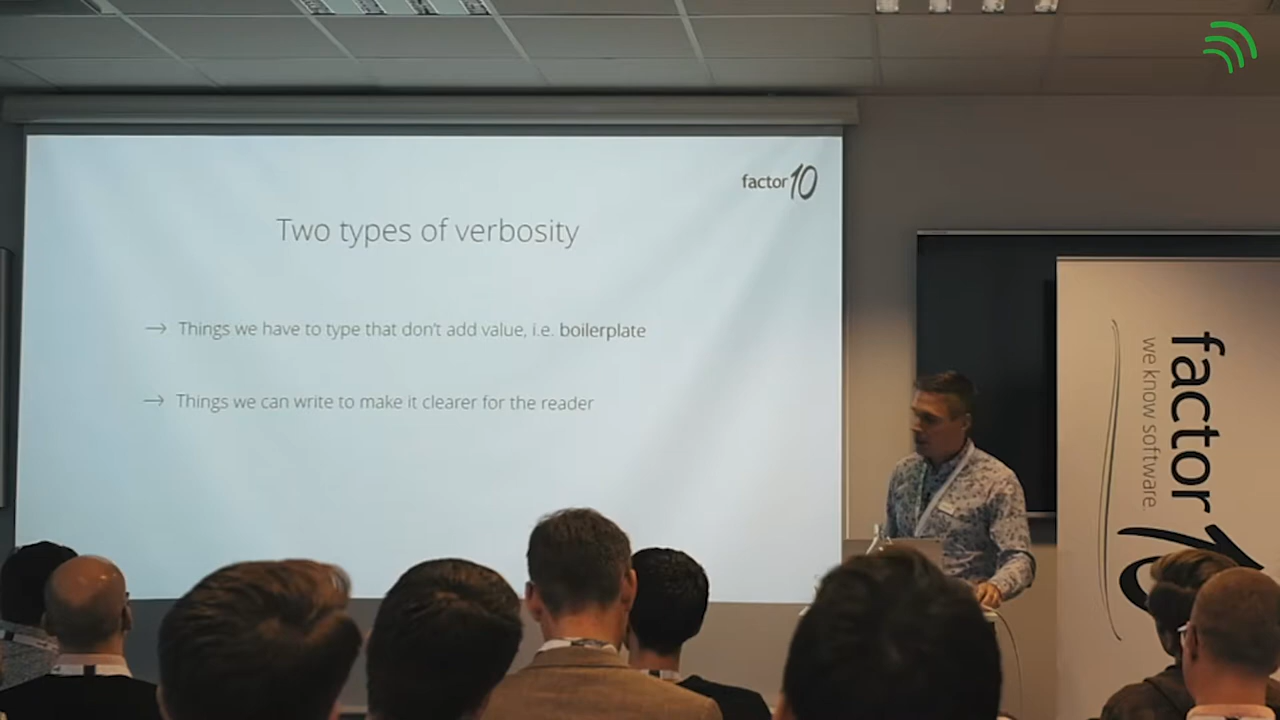 factor10
Two types of verbosity
→ Things we have to type that don't add value, i.e. boilerplate
→ Things we can write to make it clearer for the reader
factor10
we know software.